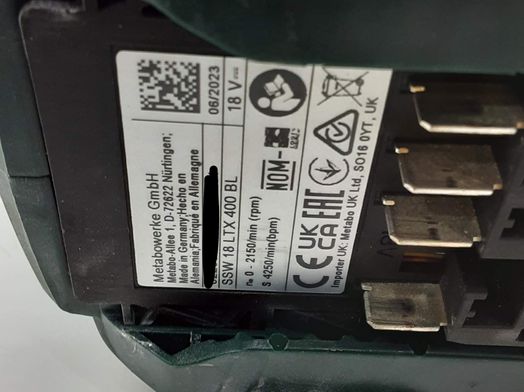 Metabowerke GmbH
Metabo-Allee 1, D-72622 Nürtingen;
Made in Germany;Hecho en
Alemania;Fabriqué en Allemagne
06/2023
SSW 18 LTX 400 BL
18 V
n₀ 0 - 2150/min (rpm)
S 4250/min(bpm)
NOM-
CE UK CA EAC
Importer UK: Metabo UK Ltd, SO16 0YT, UK